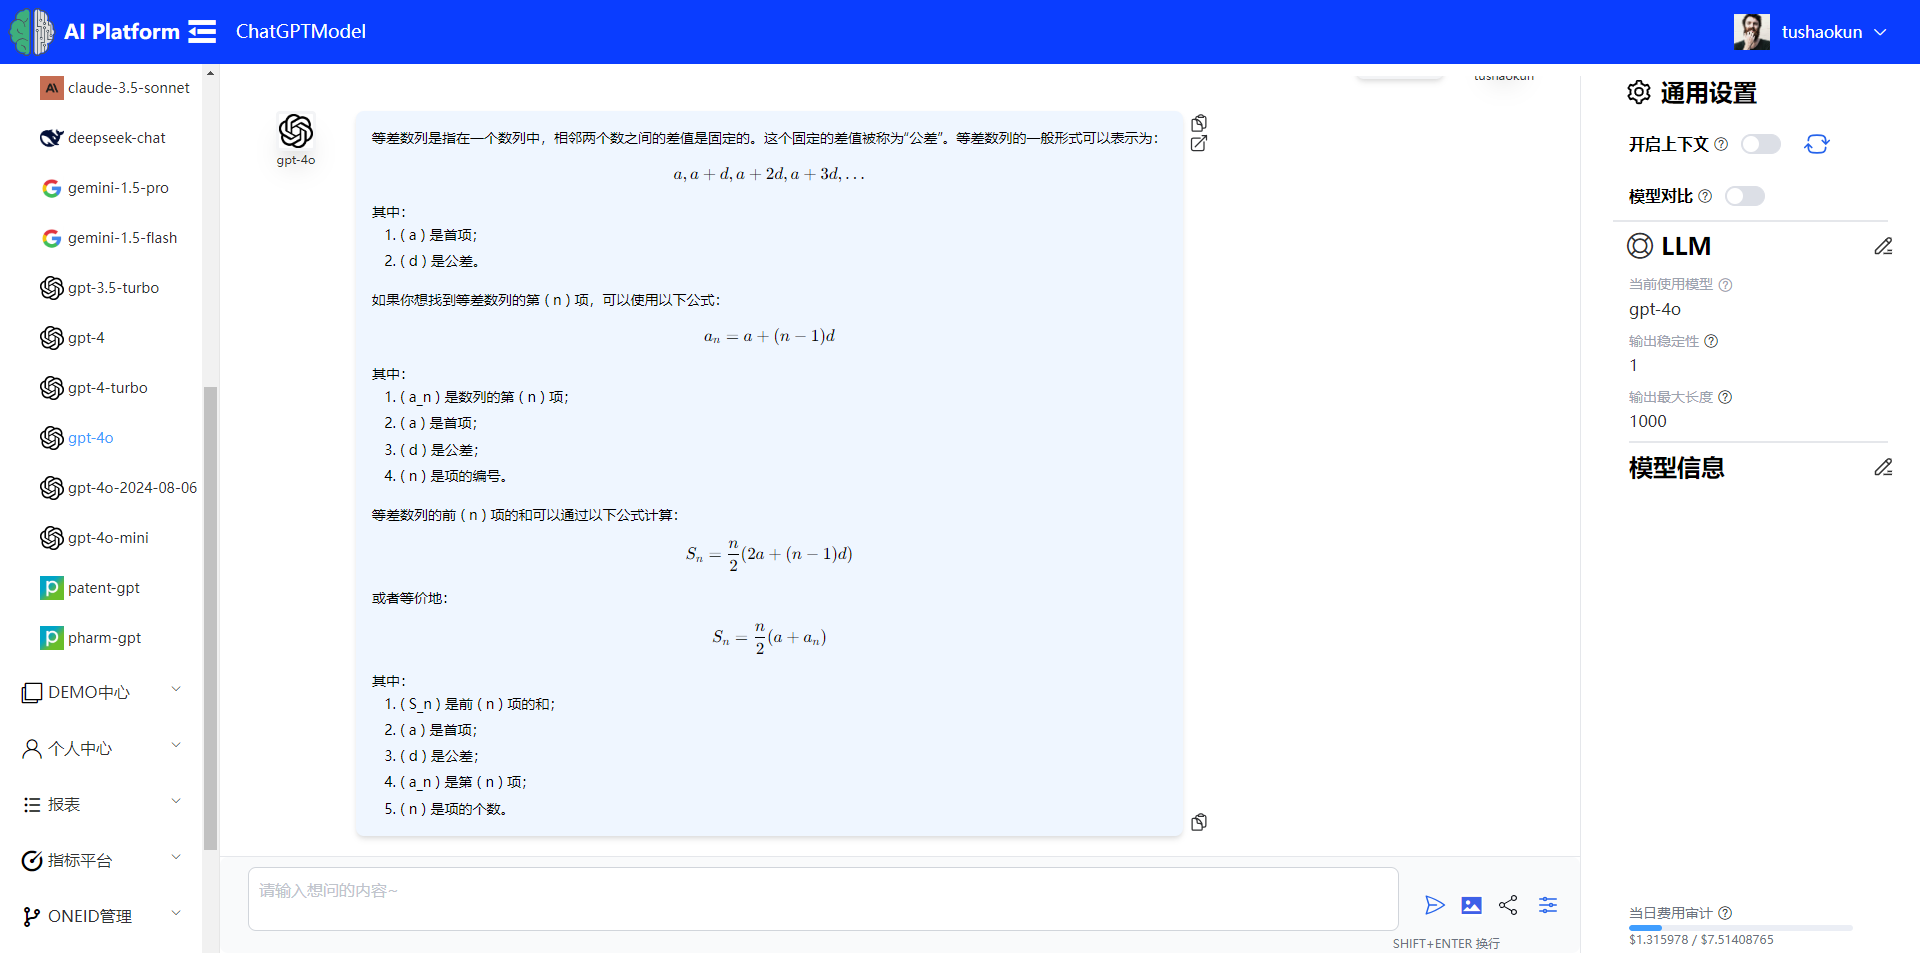 AI Platform
ChatGPTModel
tushaokun
claude-3.5-sonnet
deepseek-chat
gemini-1.5-pro
gemini-1.5-flash
gpt-3.5-turbo
gpt-4
gpt-4-turbo
gpt-4o
gpt-4o-2024-08-06
gpt-4o-mini
patent-gpt
pharm-gpt
DEMO中心
个人中心
报表
指标平台
ONEID管理
tushaokun
gpt-4o
等差数列是指在一个数列中，相邻两个数之间的差值是固定的。这个固定的差值被称为“公差”。等差数列的一般形式可以表示为：
a, a + d, a + 2d, a + 3d, …
其中：
1. ( a ) 是首项；
2. ( d ) 是公差。
如果你想找到等差数列的第 ( n ) 项，可以使用以下公式：
aₙ = a + (n − 1)d
其中：
1. ( a_n ) 是数列的第 ( n ) 项；
2. ( a ) 是首项；
3. ( d ) 是公差；
4. ( n ) 是项的编号。
等差数列的前 ( n ) 项的和可以通过以下公式计算：
Sₙ = n/2 (2a + (n − 1)d)
或者等价地：
Sₙ = n/2 (a + aₙ)
其中：
1. ( S_n ) 是前 ( n ) 项的和；
2. ( a ) 是首项；
3. ( d ) 是公差；
4. ( a_n ) 是第 ( n ) 项；
5. ( n ) 是项的个数。
请输入想问的内容~
SHIFT+ENTER 换行
通用设置
开启上下文
模型对比
LLM
当前使用模型
gpt-4o
输出稳定性
1
输出最大长度
1000
模型信息
当日费用审计
$1.315978 / $7.51408765